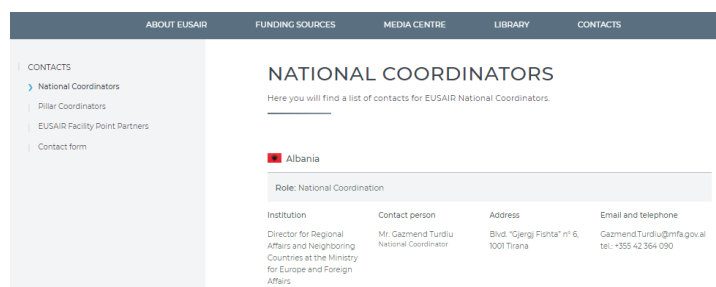 ABOUT EUSAIR FUNDING SOURCES MEDIA CENTRE LIBRARY CONTACTS
CONTACTS
National Coordinators
Pillar Coordinators
EUSAIR Facility Point Partners
Contact form
NATIONAL COORDINATORS
Here you will find a list of contacts for EUSAIR National Coordinators.
Albania
Role: National Coordination
Institution
Director for Regional
Affairs and Neighboring
Countries at the Ministry
for Europe and Foreign
Affairs
Contact person
Mr. Gazmend Turdiu
National Coordinator
Address
Blvd. "Gjergj Fishta" n° 6,
1001 Tirana
Email and telephone
Gazmend.Turdiu@mfa.gov.al
tel.: +355 42 364 090